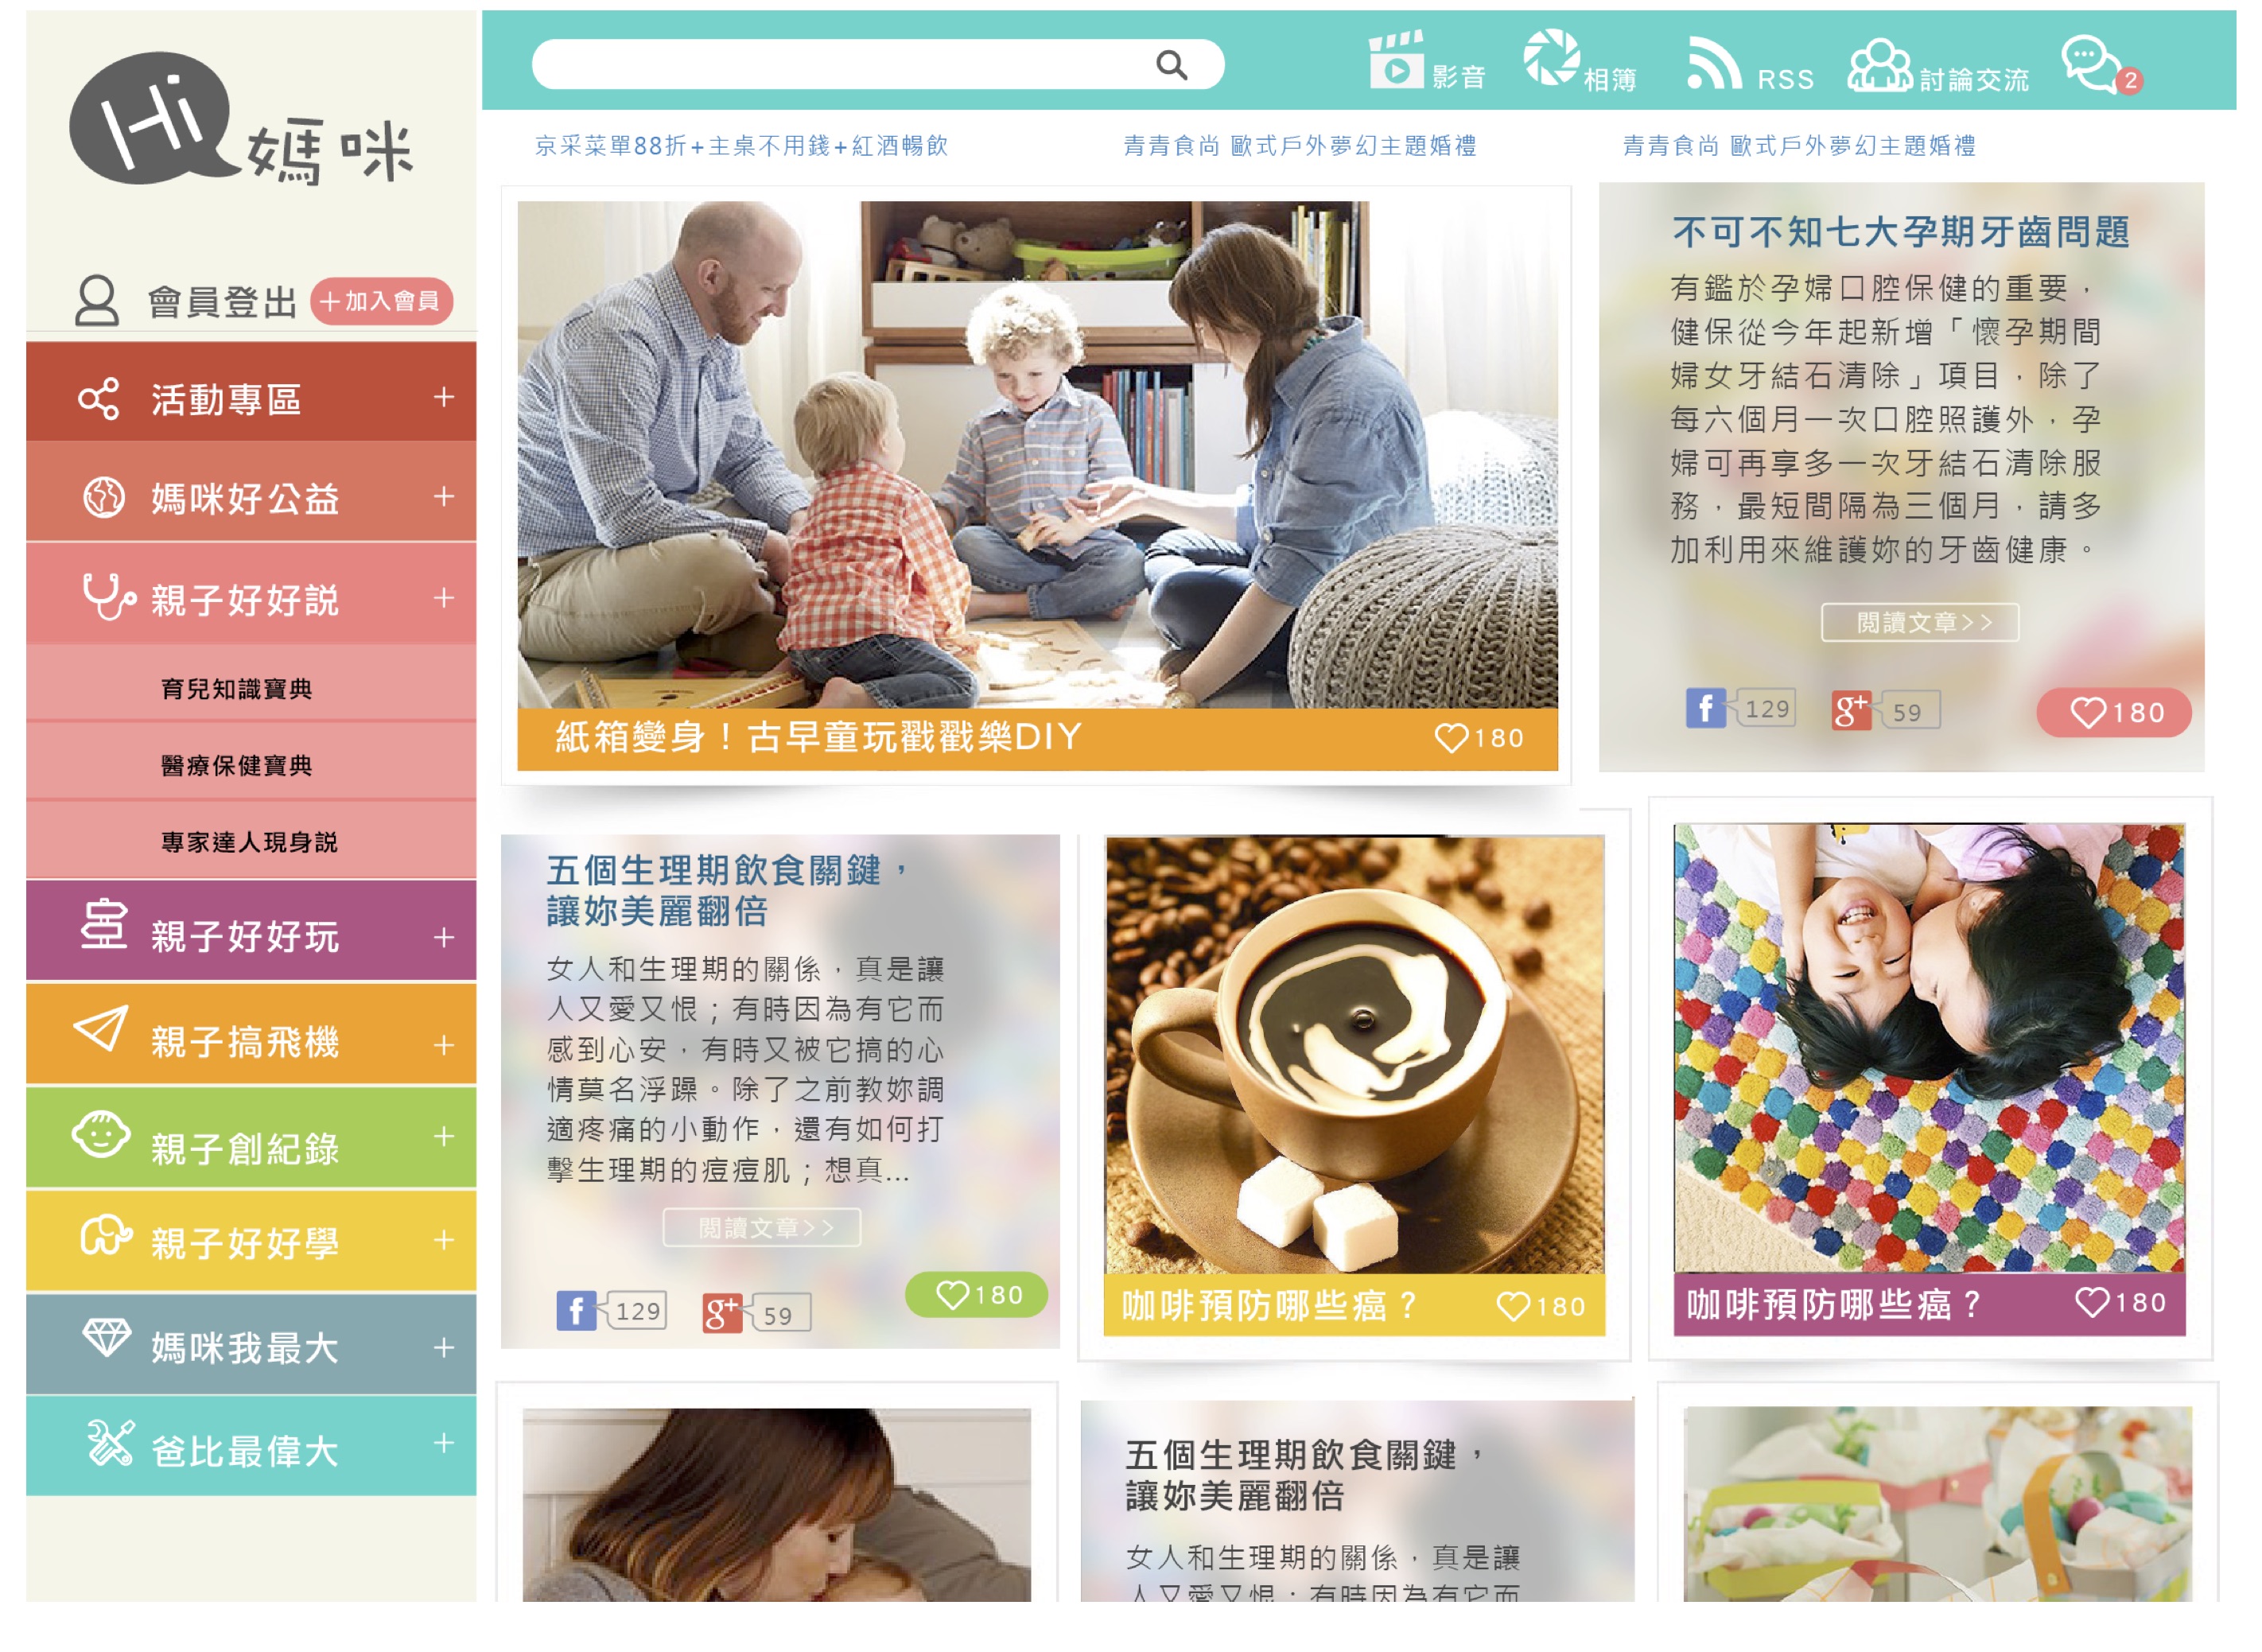 Hi 媽咪
會員登出 +加入會員
活動專區 +
媽咪好公益 +
親子好好説 +
育兒知識寶典
醫療保健寶典
專家達人現身説
親子好好玩 +
親子搞飛機 +
親子創紀錄 +
親子好好學 +
媽咪我最大 +
爸比最偉大 +
影音 相簿 RSS 討論交流 2
京采菜單88折+主桌不用錢+紅酒暢飲
青青食尚 歐式戶外夢幻主題婚禮
青青食尚 歐式戶外夢幻主題婚禮
紙箱變身！古早童玩戳戳樂DIY 180
不可不知七大孕期牙齒問題
有鑑於孕婦口腔保健的重要，
健保從今年起新增「懷孕期間
婦女牙結石清除」項目，除了
每六個月一次口腔照護外，孕
婦可再享多一次牙結石清除服
務，最短間隔為三個月，請多
加利用來維護妳的牙齒健康。
閱讀文章>>
f 129 g+ 59 180
五個生理期飲食關鍵，
讓妳美麗翻倍
女人和生理期的關係，真是讓
人又愛又恨；有時因為有它而
感到心安，有時又被它搞的心
情莫名浮躁。除了之前教妳調
適疼痛的小動作，還有如何打
擊生理期的痘痘肌；想真...
閱讀文章>>
f 129 g+ 59 180
咖啡預防哪些癌？ 180
咖啡預防哪些癌？ 180
五個生理期飲食關鍵，
讓妳美麗翻倍
女人和生理期的關係，真是讓
人又愛又恨；有時因為有它而